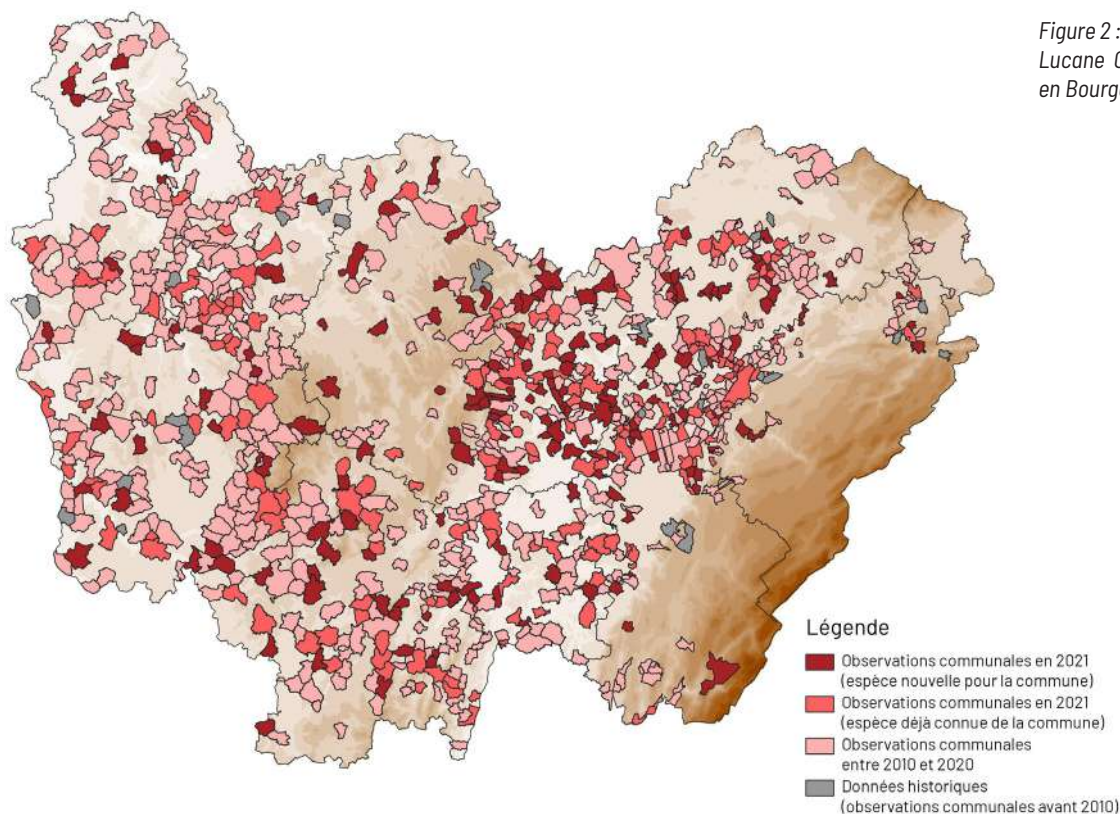 Figure 2 :
Lucane
en Bourg
Légende
Observations communales en 2021
(espèce nouvelle pour la commune)
Observations communales en 2021
(espèce déjà connue de la commune)
Observations communales
entre 2010 et 2020
Données historiques
(observations communales avant 2010)